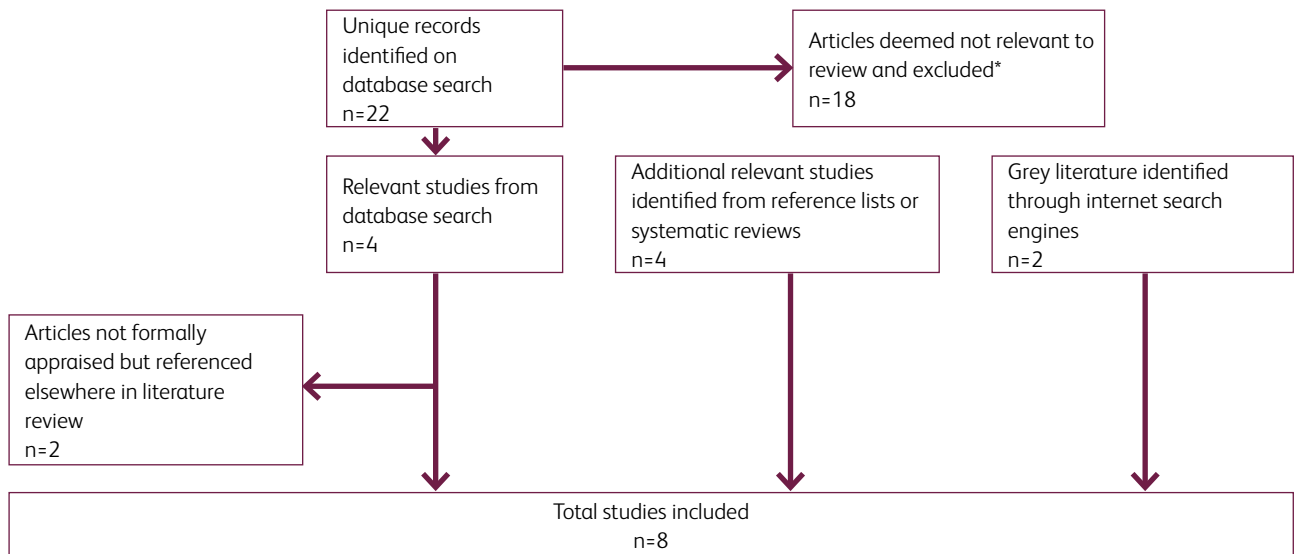 Unique records
identified on
database search
n=22
Articles deemed not relevant to
review and excluded*
n=18
Relevant studies from
database search
n=4
Additional relevant studies
identified from reference lists or
systematic reviews
n=4
Grey literature identified
through internet search
engines
n=2
Articles not formally
appraised but referenced
elsewhere in literature
review
n=2
Total studies included
n=8